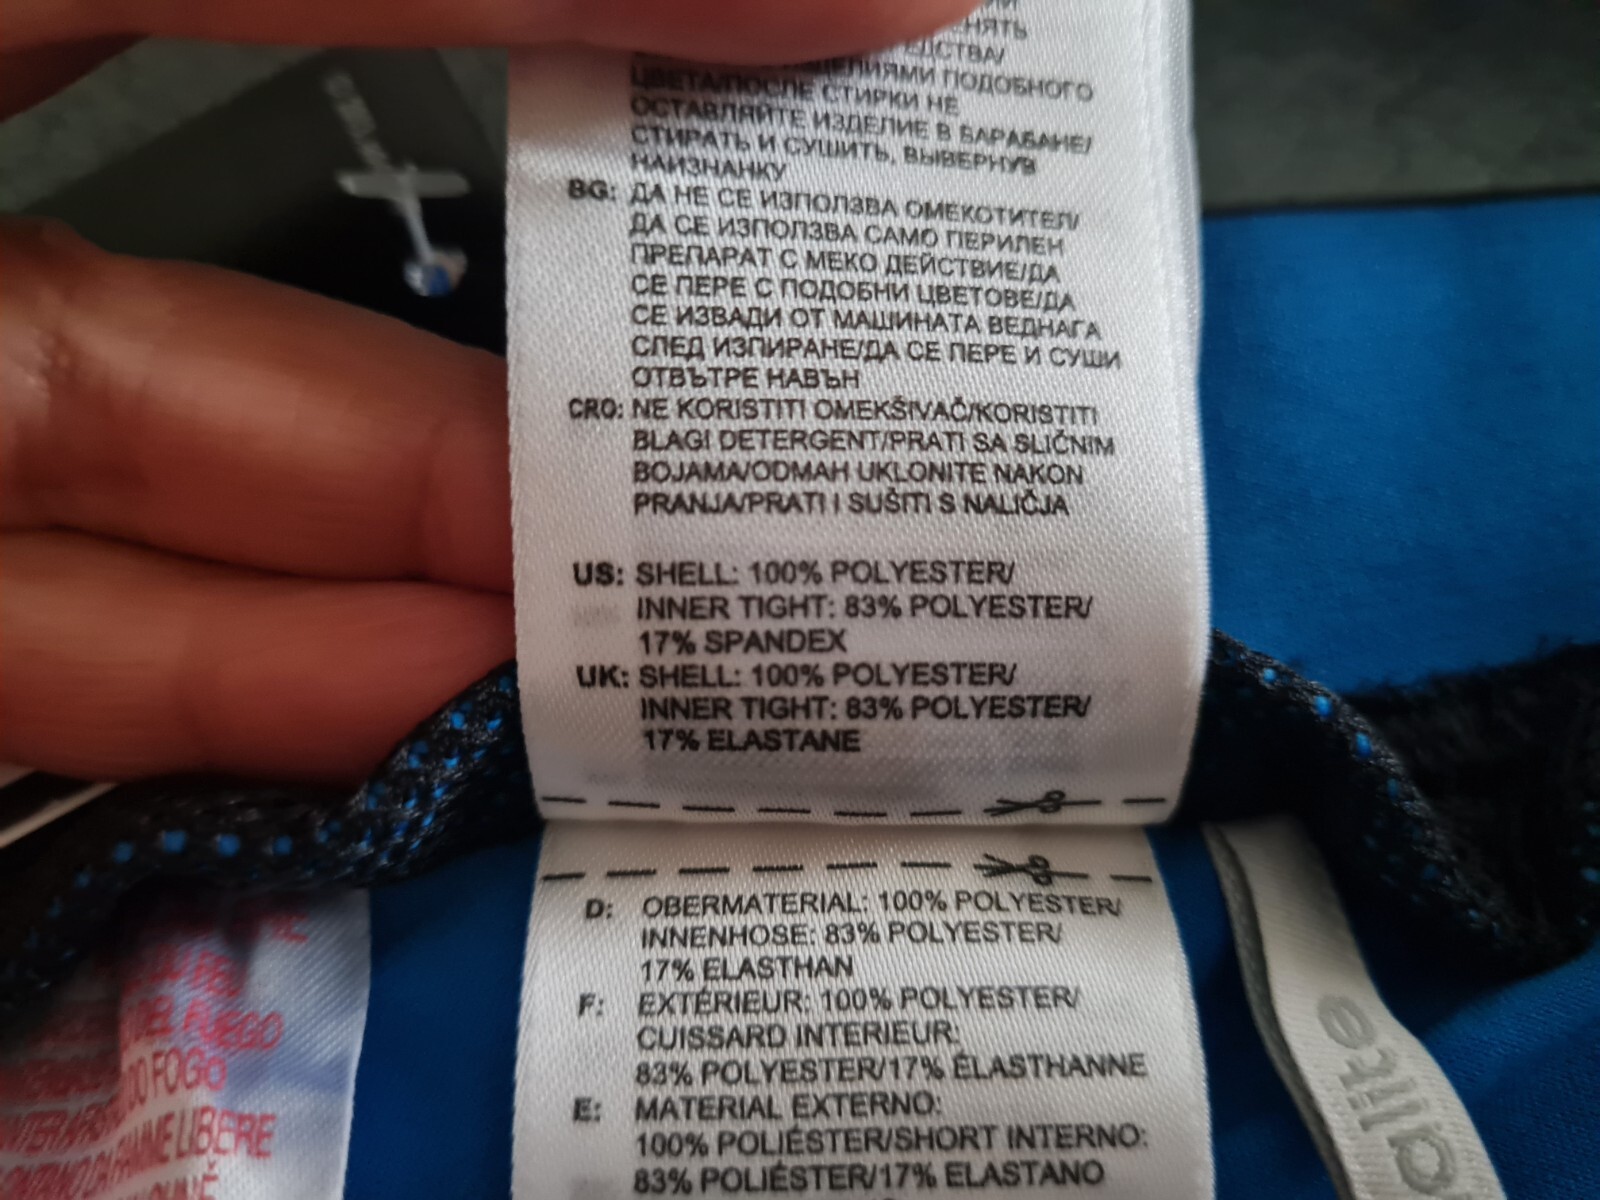 НЯТЬ
ЦВЕТА/ПОСЛЕ СТИРКИ НЕ
ОСТАВЛЯЙТЕ ИЗДЕЛИЕ В БАРАБАНЕ/
СТИРАТЬ И СУШИТЬ, ВЫВЕРНУВ
НАИЗНАНКУ
BG: ДА НЕ СЕ ИЗПОЛЗВА ОМЕКОТИТЕЛ/
ДА СЕ ИЗПОЛЗВА САМО ПЕРИЛЕН
ПРЕПАРАТ С МЕКО ДЕЙСТВИЕ/ДА
СЕ ПЕРЕ С ПОДОБНИ ЦВЕТОВЕ/ДА
СЕ ИЗВАДИ ОТ МАШИНАТА ВЕДНАГА
СЛЕД ИЗПИРАНЕ/ДА СЕ ПЕРЕ И СУШИ
ОТВЪТРЕ НАВЪН
CRO: NE KORISTITI OMEKŠIVAČ/KORISTITI
BLAGI DETERGENT/PRATI SA SLIČNIM
BOJAMA/ODMAH UKLONITE NAKON
PRANJA/PRATI I SUŠITI S NALIČJA
US: SHELL: 100% POLYESTER/
INNER TIGHT: 83% POLYESTER/
17% SPANDEX
UK: SHELL: 100% POLYESTER/
INNER TIGHT: 83% POLYESTER/
17% ELASTANE
D: OBERMATERIAL: 100% POLYESTER/
INNENHOSE: 83% POLYESTER/
17% ELASTHAN
F: EXTÉRIEUR: 100% POLYESTER/
CUISSARD INTERIEUR:
83% POLYESTER/17% ÉLASTHANNE
E: MATERIAL EXTERNO:
100% POLIÉSTER/SHORT INTERNO:
83% POLIÉSTER/17% ELASTANO
FUEGO
FOGO
LIBERE
alite